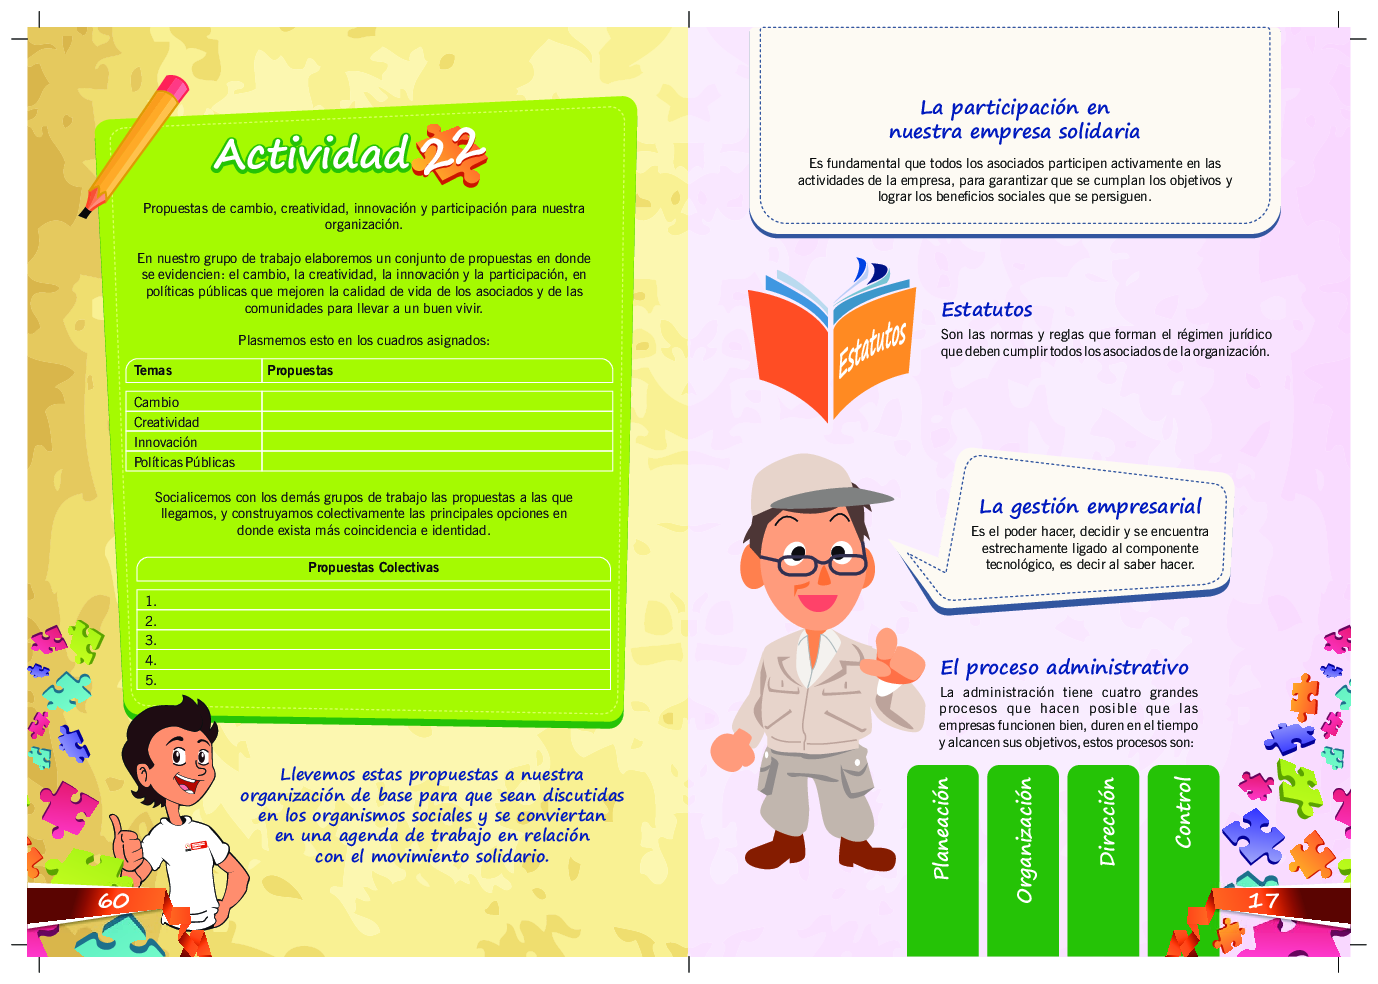 Actividad 22
Propuestas de cambio, creatividad, innovación y participación para nuestra
organización.
En nuestro grupo de trabajo elaboremos un conjunto de propuestas en donde
se evidencien: el cambio, la creatividad, la innovación y la participación, en
políticas públicas que mejoren la calidad de vida de los asociados y de las
comunidades para llevar a un buen vivir.
Plasmemos esto en los cuadros asignados:
Temas Propuestas
Cambio
Creatividad
Innovación
Políticas Públicas
Socialicemos con los demás grupos de trabajo las propuestas a las que
llegamos, y construyamos colectivamente las principales opciones en
donde exista más coincidencia e identidad.
Propuestas Colectivas
1.
2.
3.
4.
5.
Llevemos estas propuestas a nuestra
organización de base para que sean discutidas
en los organismos sociales y se conviertan
en una agenda de trabajo en relación
con el movimiento solidario.
60
La participación en
nuestra empresa solidaria
Es fundamental que todos los asociados participen activamente en las
actividades de la empresa, para garantizar que se cumplan los objetivos y
lograr los beneficios sociales que se persiguen.
Estatutos
Estatutos
Son las normas y reglas que forman el régimen jurídico
que deben cumplir todos los asociados de la organización.
La gestión empresarial
Es el poder hacer, decidir y se encuentra
estrechamente ligado al componente
tecnológico, es decir al saber hacer.
El proceso administrativo
La administración tiene cuatro grandes
procesos que hacen posible que las
empresas funcionen bien, duren en el tiempo
y alcancen sus objetivos, estos procesos son:
Planeación
Organización
Dirección
Control
17